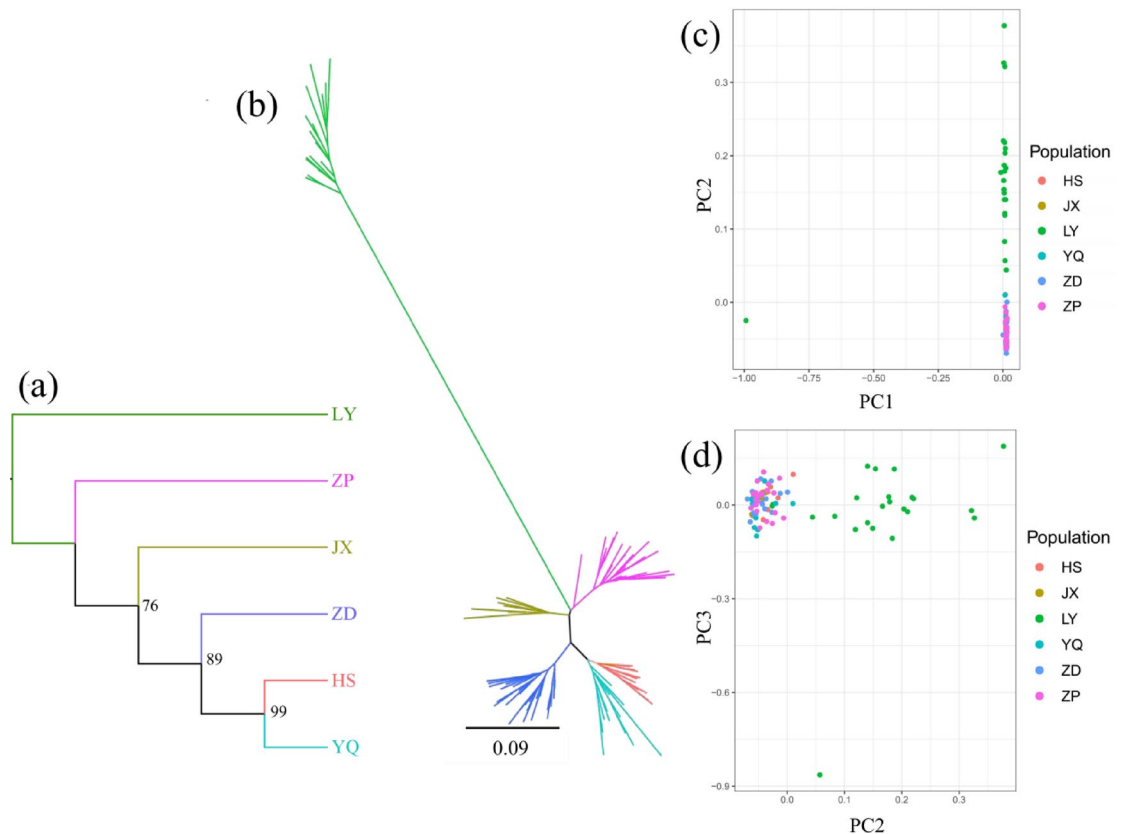 (a)
LY
ZP
JX
76
ZD
89
HS
99
YQ
(b)
0.09
(c)
PC2
0.3
0.2
0.1
0.0
−1.00
−0.75
−0.50
−0.25
0.00
PC1
Population
HS
JX
LY
YQ
ZD
ZP
(d)
PC3
0.0
−0.3
−0.6
−0.9
0.0
0.1
0.2
0.3
PC2
Population
HS
JX
LY
YQ
ZD
ZP